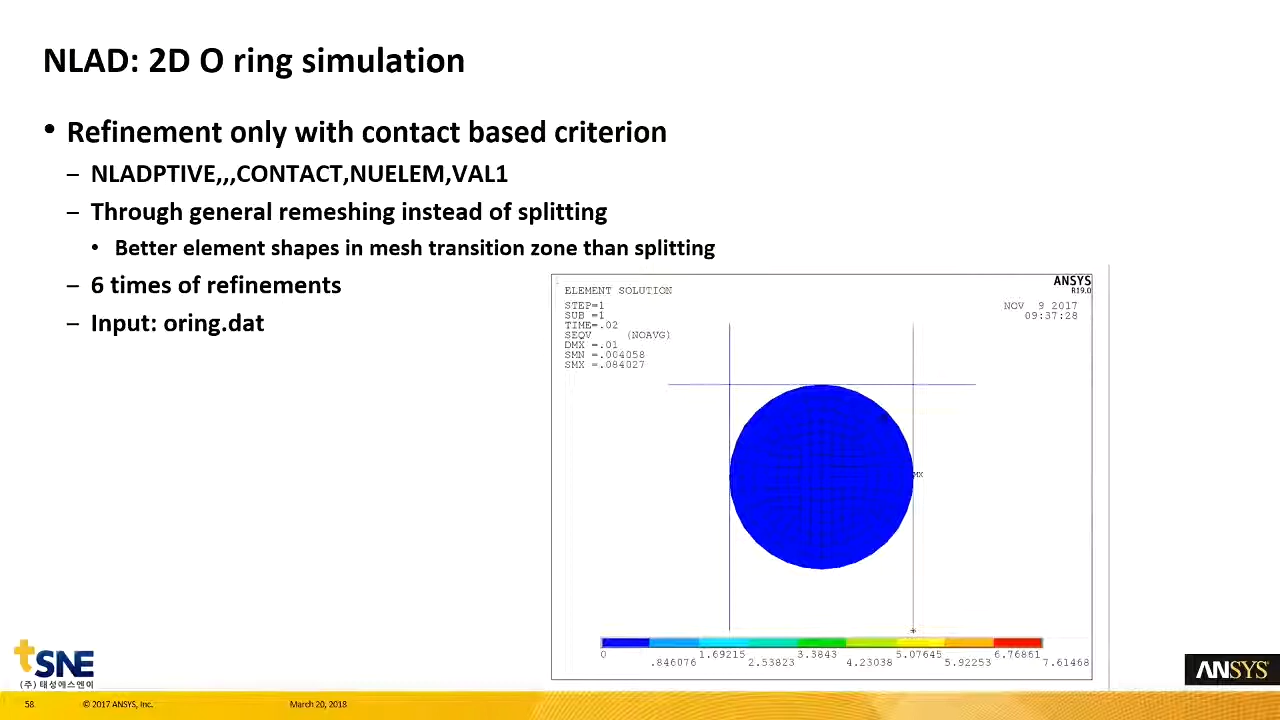 NLAD: 2D O ring simulation
• Refinement only with contact based criterion
– NLADPTIVE,,,CONTACT,NUELEM,VAL1
– Through general remeshing instead of splitting
• Better element shapes in mesh transition zone than splitting
– 6 times of refinements
– Input: oring.dat
1
ELEMENT SOLUTION
STEP=1
SUB =1
TIME=.02
SEQV (NOAVG)
DMX =.01
SMN =.004058
SMX =.084027
ANSYS
R19.0
NOV 9 2017
09:37:28
MX
0 1.69215 3.3843 5.07645 6.76861
.846076 2.53823 4.23038 5.92253 7.61468
tSNE
(주) 태성에스엔이
ANSYS
58 © 2017 ANSYS, Inc. March 20, 2018